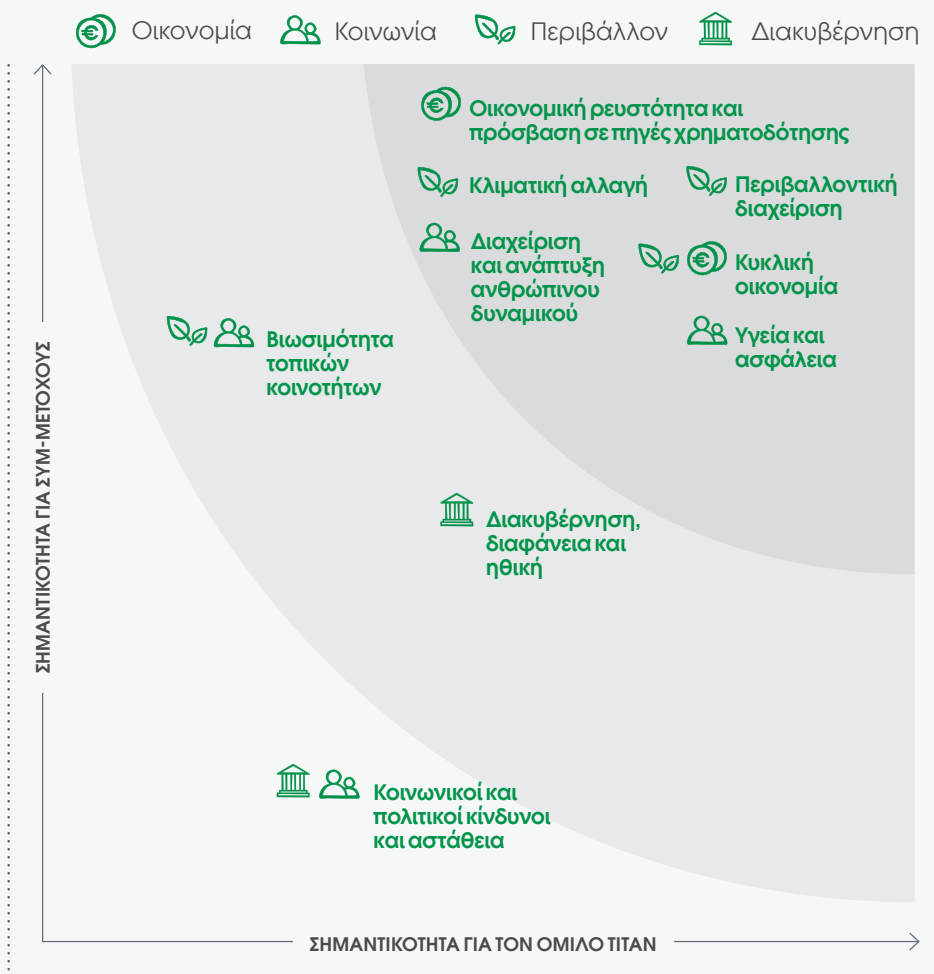 Οικονομία Κοινωνία Περιβάλλον Διακυβέρνηση
Οικονομική ρευστότητα και
πρόσβαση σε πηγές χρηματοδότησης
Κλιματική αλλαγή
Περιβαλλοντική
διαχείριση
Διαχείριση
και ανάπτυξη
ανθρώπινου
δυναμικού
Κυκλική
οικονομία
Υγεία και
ασφάλεια
Βιωσιμότητα
τοπικών
κοινοτήτων
Διακυβέρνηση,
διαφάνεια και
ηθική
Κοινωνικοί και
πολιτικοί κίνδυνοι
και αστάθεια
ΣΗΜΑΝΤΙΚΟΤΗΤΑ ΓΙΑ ΣΥΜ-ΜΕΤΟΧΟΥΣ
ΣΗΜΑΝΤΙΚΟΤΗΤΑ ΓΙΑ ΤΟΝ ΟΜΙΛΟ ΤΙΤΑΝ